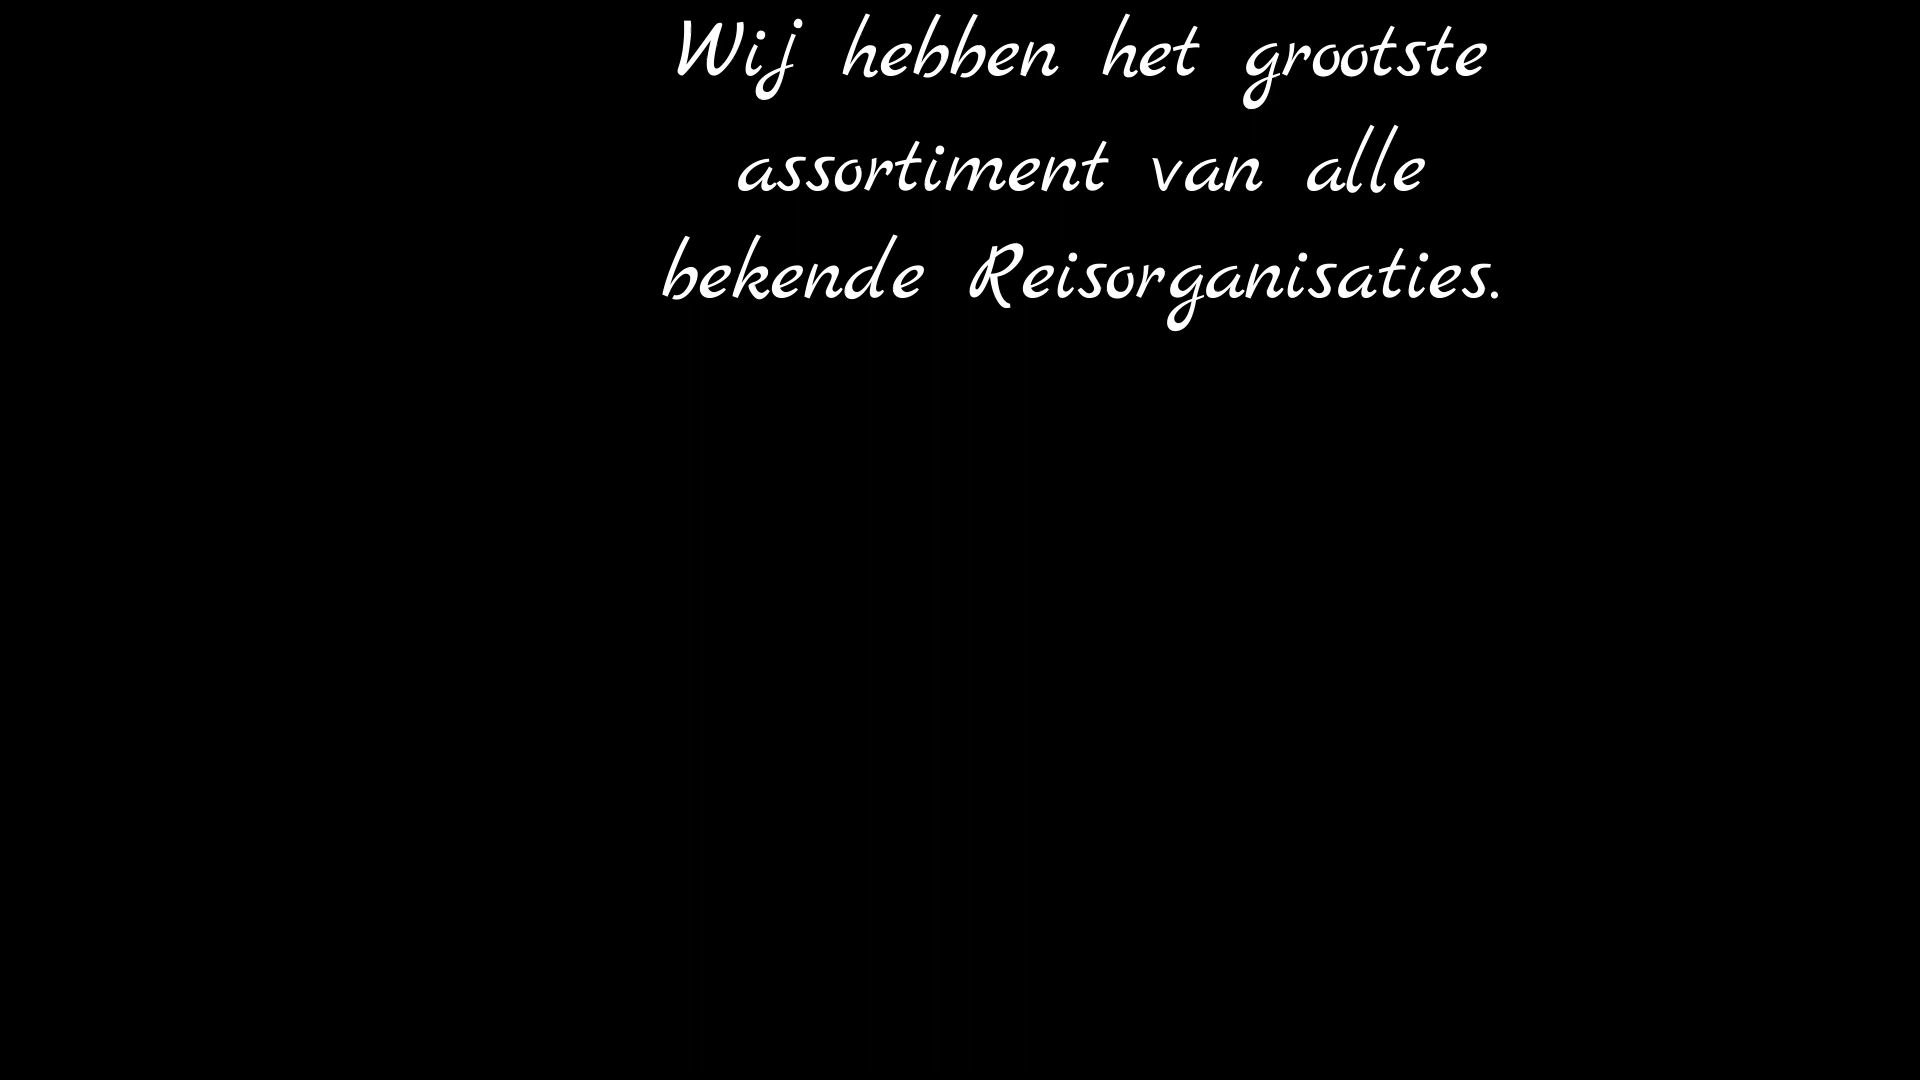 Wij hebben het grootste
assortiment van alle
bekende Reisorganisaties.